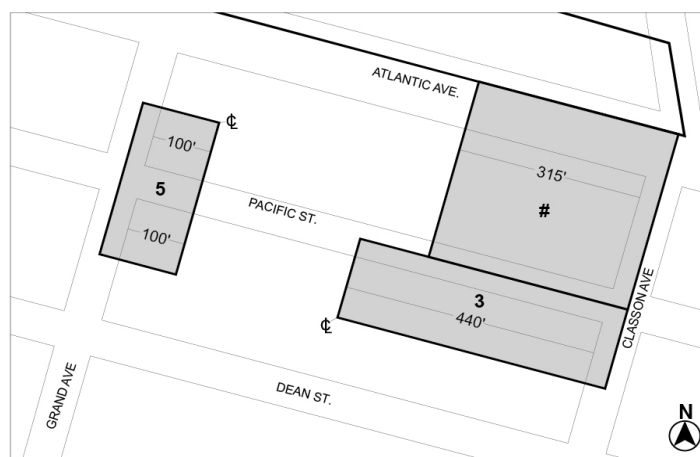 ATLANTIC AVE.
℄
100'
315'
5
#
PACIFIC ST.
100'
3
440'
℄
CLASSON AVE
GRAND AVE
DEAN ST.
N